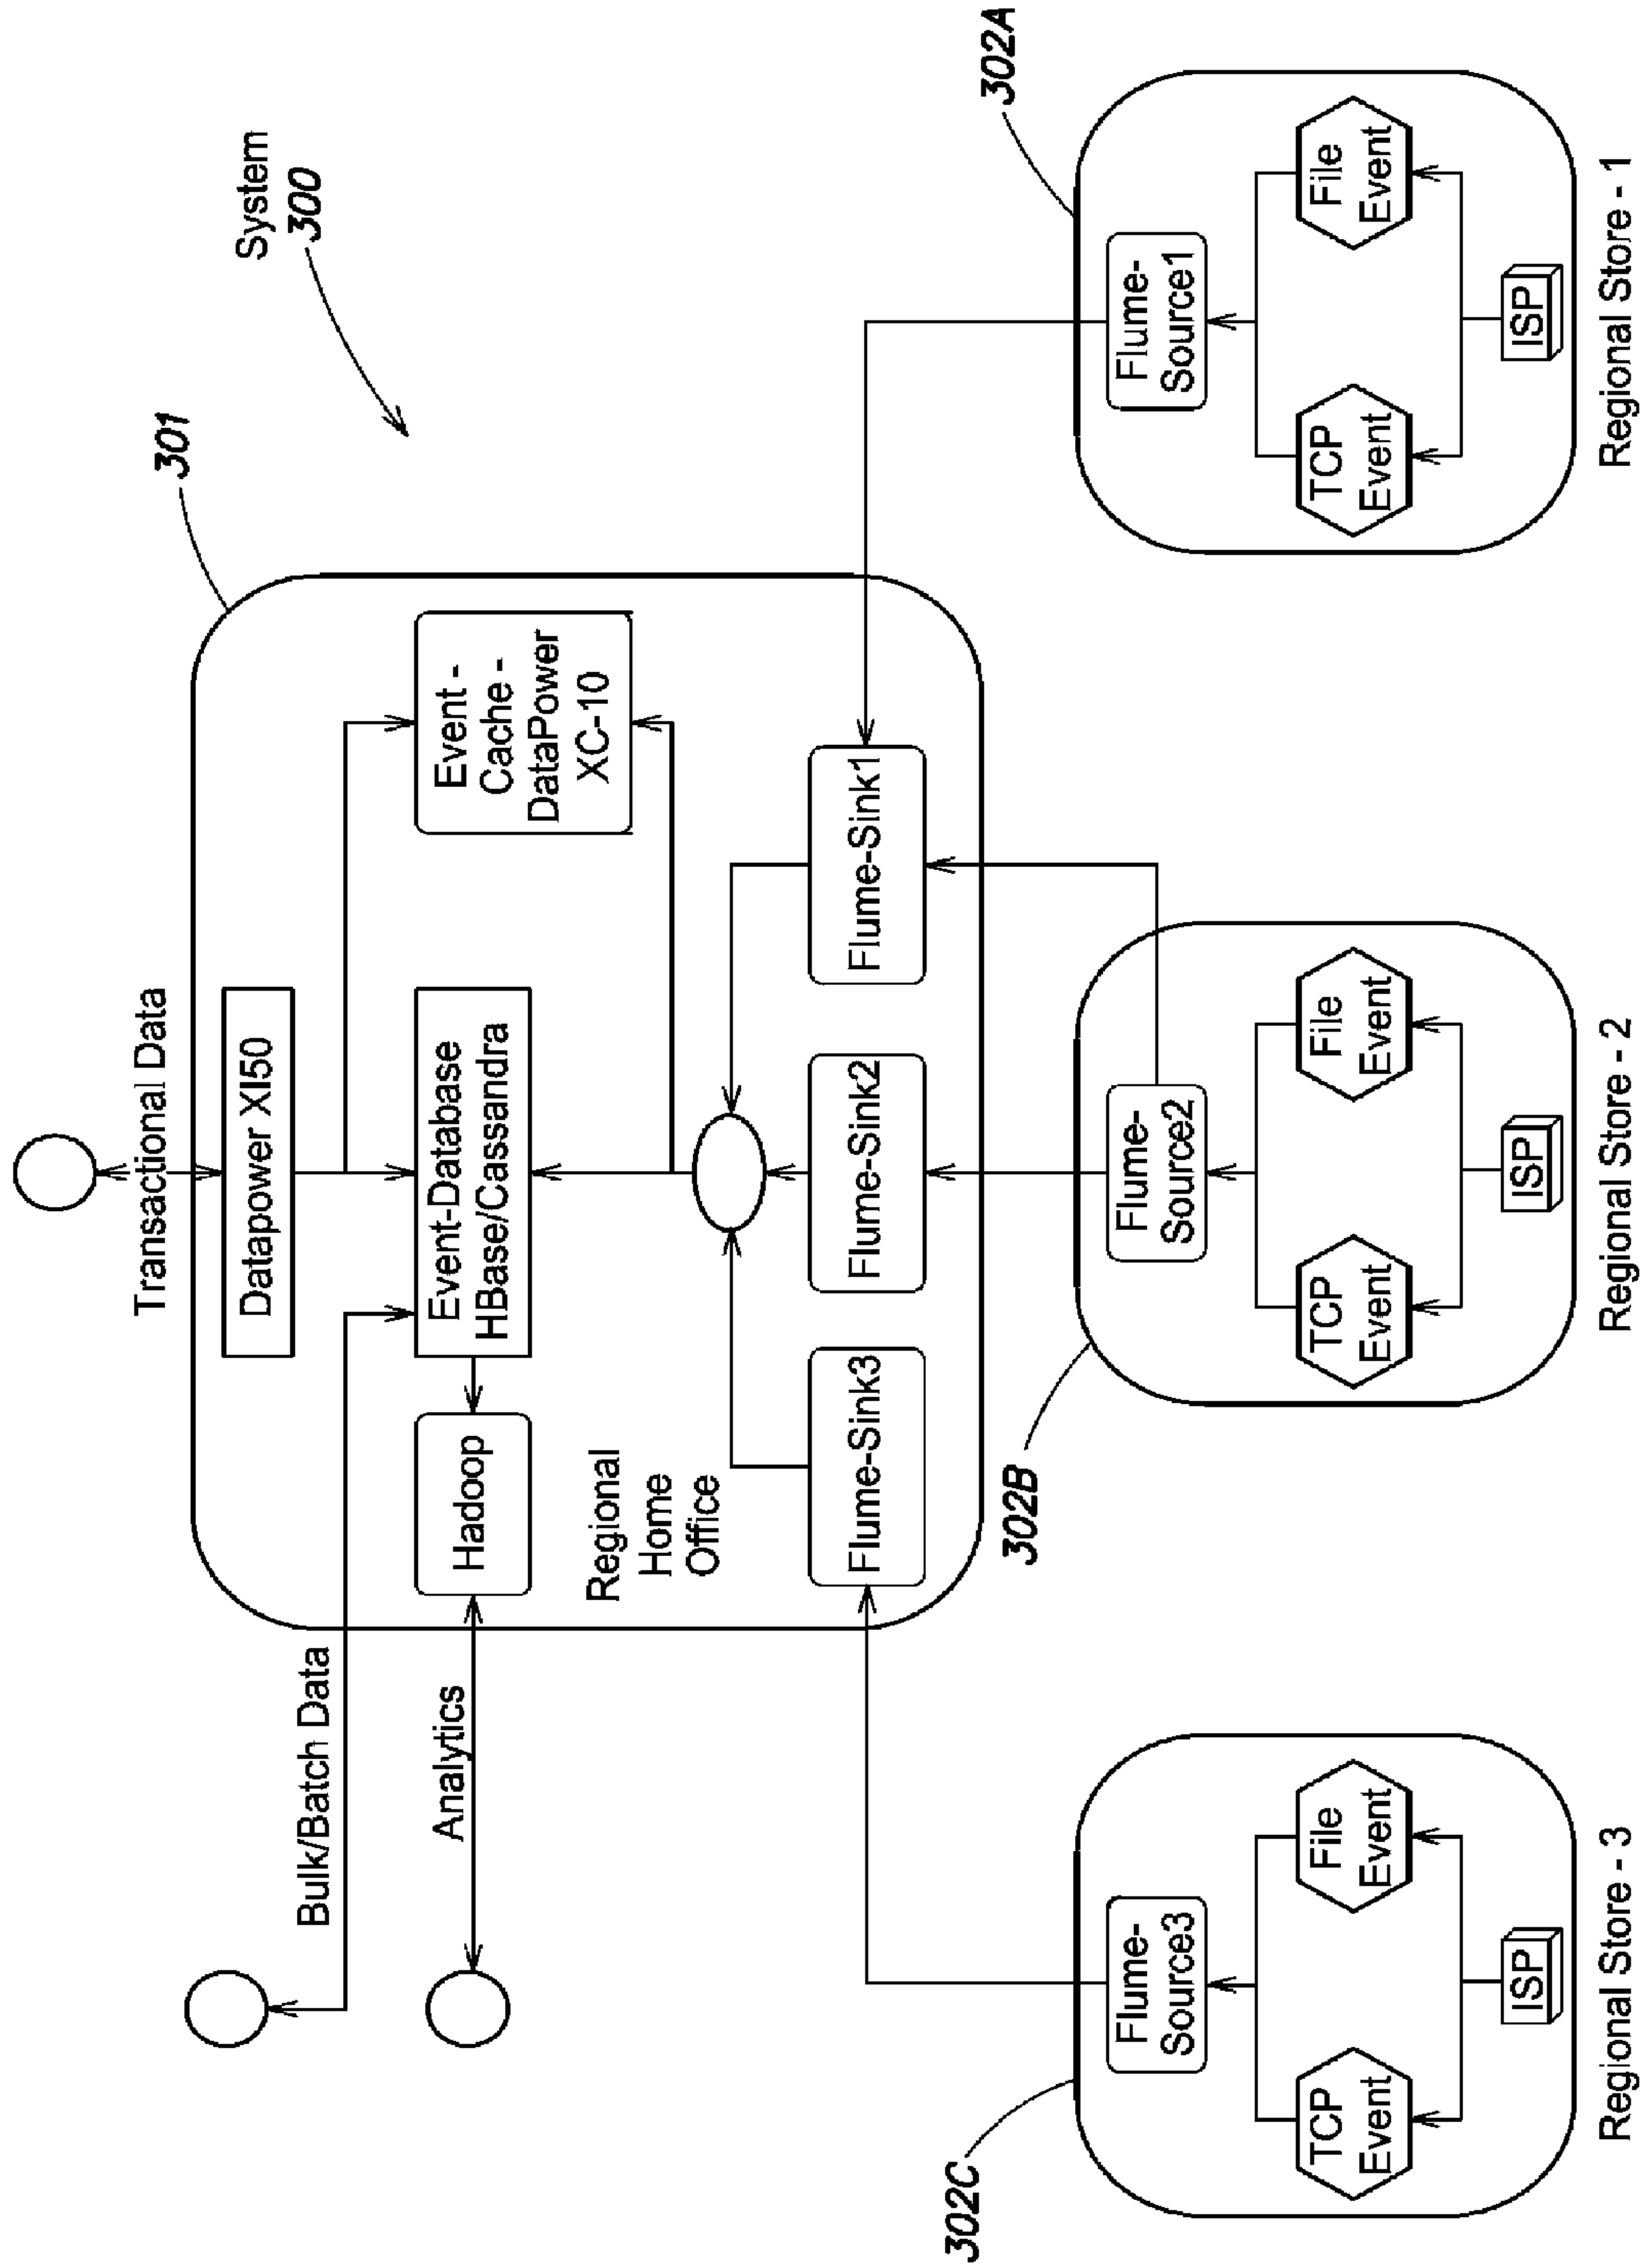 System
300
301
Transactional Data
Datapower XI50
Bulk/Batch Data
Analytics
Hadoop
Event-Database
HBase/Cassandra
Event -
Cache -
DataPower
XC-10
Regional
Home
Office
Flume-Sink3
Flume-Sink2
Flume-Sink1
302C
Flume-
Source3
TCP
Event
File
Event
ISP
Regional Store - 3
302B
Flume-
Source2
TCP
Event
File
Event
ISP
Regional Store - 2
302A
Flume-
Source1
TCP
Event
File
Event
ISP
Regional Store - 1